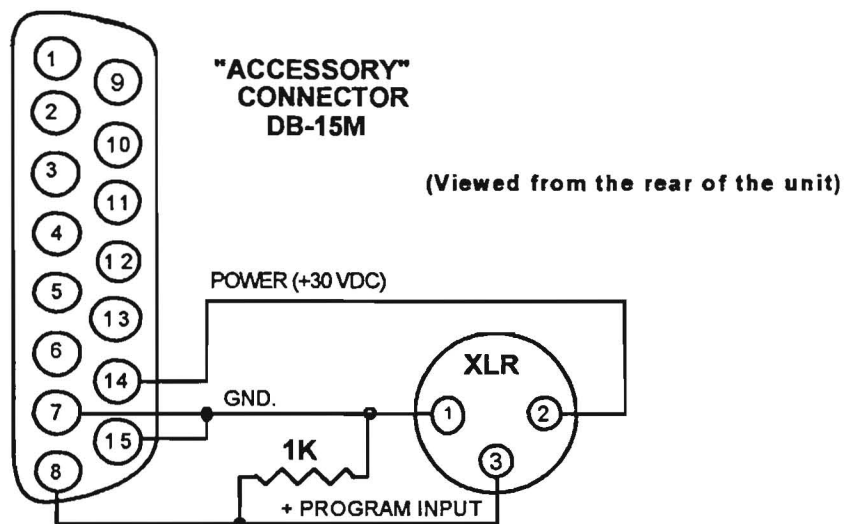 "ACCESSORY"
CONNECTOR
DB-15M
(Viewed from the rear of the unit)
1
2
3
4
5
6
7
8
9
10
11
12
13
14
15
POWER (+30 VDC)
GND.
1K
+ PROGRAM INPUT
XLR
1
2
3